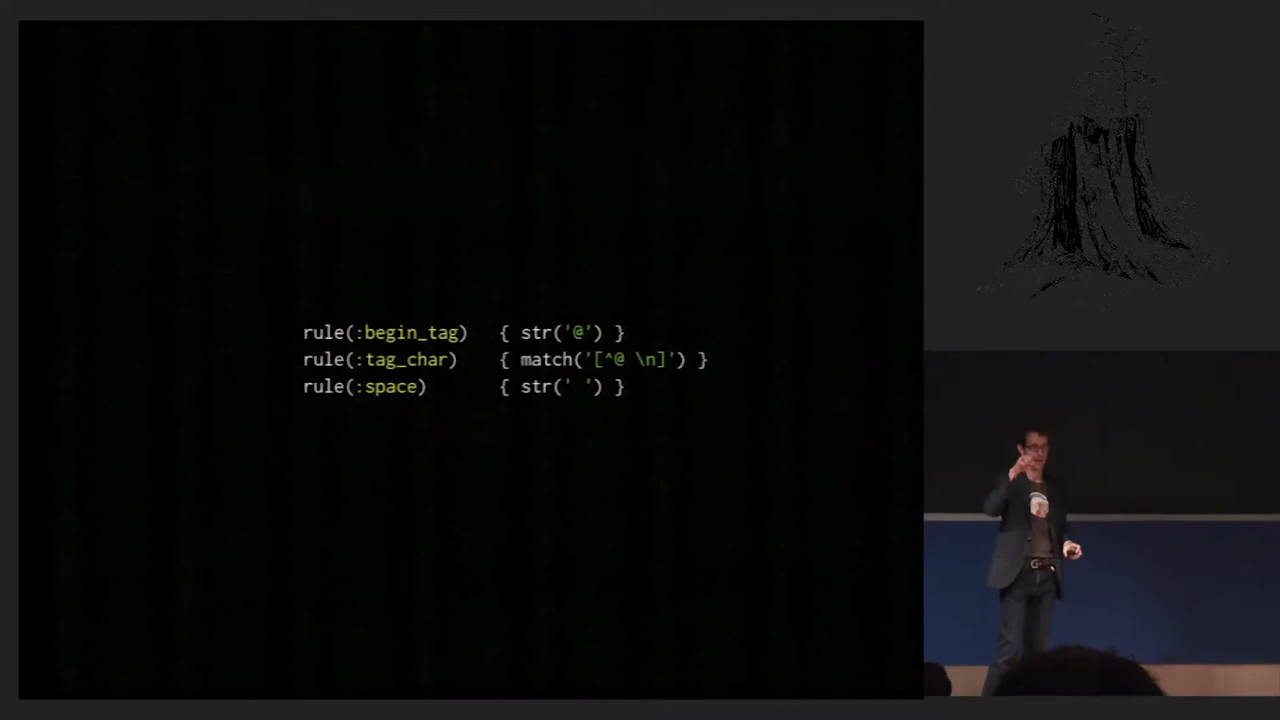 rule(:begin_tag) { str('@') }
rule(:tag_char) { match('[^@ \n]') }
rule(:space) { str(' ') }